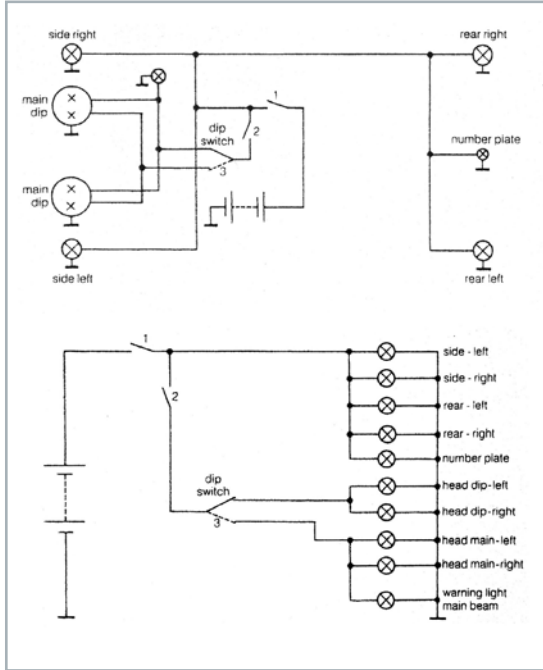 side right
rear right
main
dip
1
dip
switch
2
3
number plate
main
dip
side left
rear left
1
side - left
2
side - right
rear - left
rear - right
number plate
dip
switch
3
head dip-left
head dip-right
head main-left
head main-right
warning light
main beam